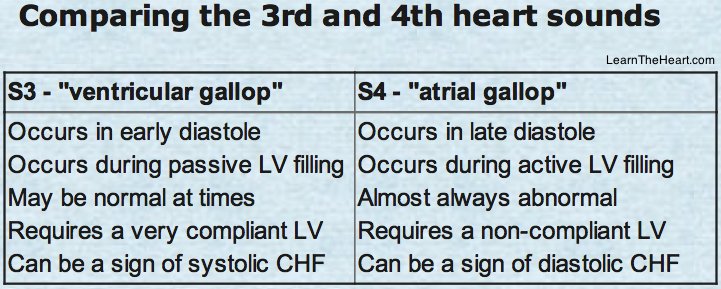 Comparing the 3rd and 4th heart sounds
LearnTheHeart.com
S3 - "ventricular gallop"
Occurs in early diastole
Occurs during passive LV filling
May be normal at times
Requires a very compliant LV
Can be a sign of systolic CHF
S4 - "atrial gallop"
Occurs in late diastole
Occurs during active LV filling
Almost always abnormal
Requires a non-compliant LV
Can be a sign of diastolic CHF